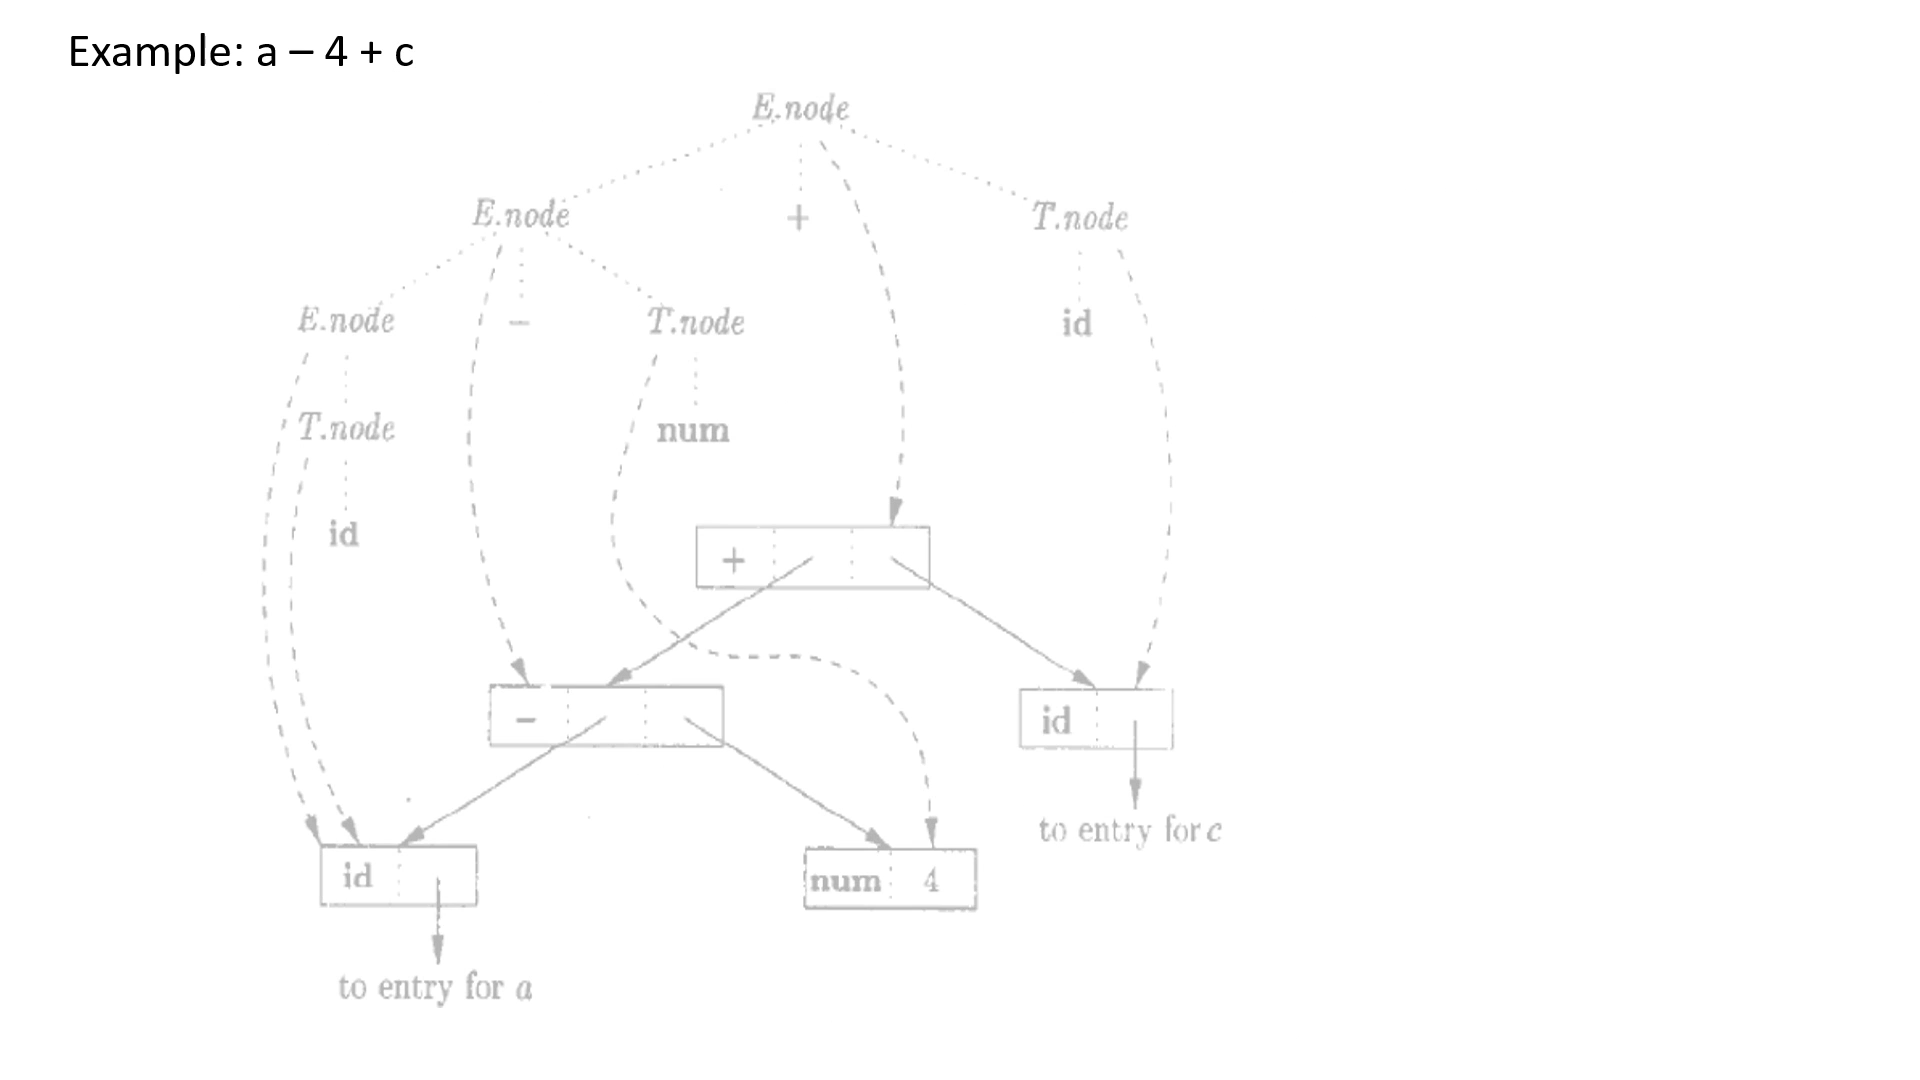 Example: a – 4 + c
E.node
E.node + T.node
E.node – T.node id
T.node num
id
+
– id
to entry for c
id num 4
to entry for a